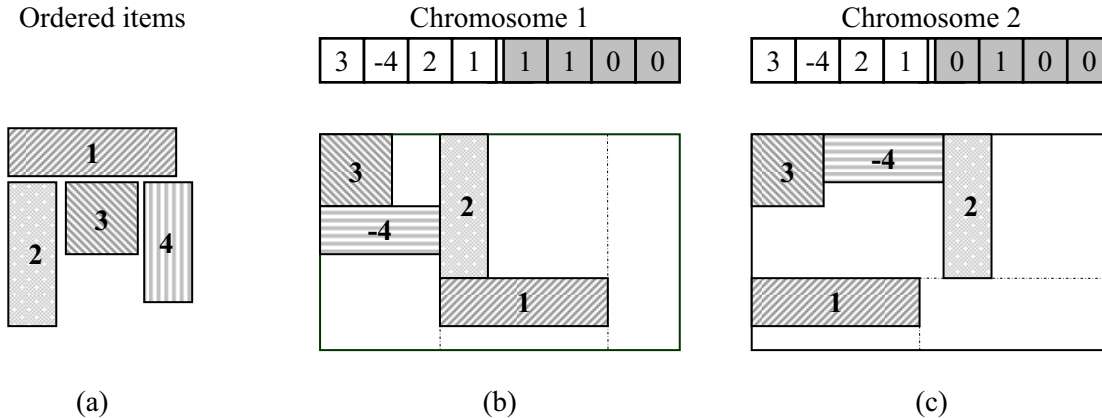 Ordered items
Chromosome 1
Chromosome 2
3 -4 2 1 1 1 0 0
3 -4 2 1 0 1 0 0
1
2
3
4
3
-4
2
1
3
-4
2
1
(a)
(b)
(c)